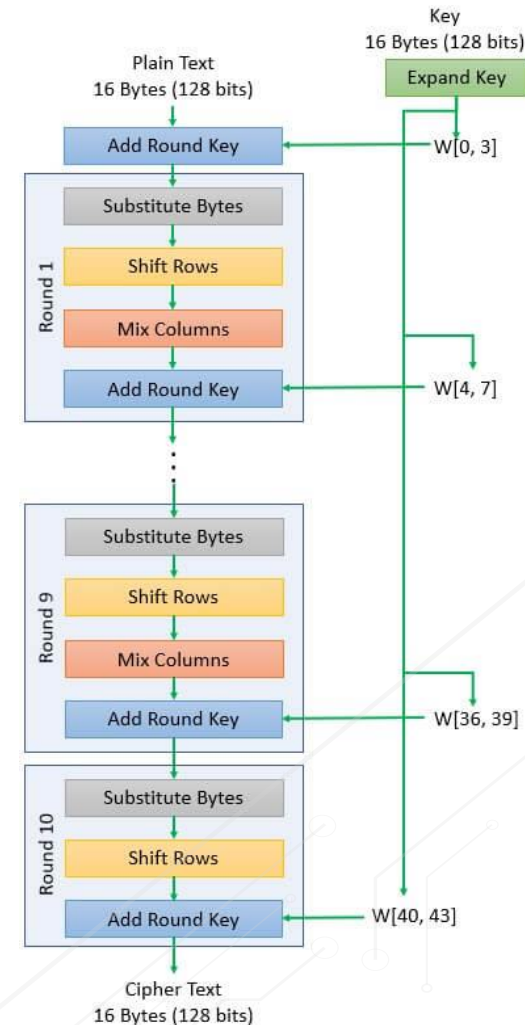 Key
16 Bytes (128 bits)
Expand Key
Plain Text
16 Bytes (128 bits)
Add Round Key
W[0, 3]
Round 1
Substitute Bytes
Shift Rows
Mix Columns
Add Round Key
W[4, 7]
Round 9
Substitute Bytes
Shift Rows
Mix Columns
Add Round Key
W[36, 39]
Round 10
Substitute Bytes
Shift Rows
Add Round Key
W[40, 43]
Cipher Text
16 Bytes (128 bits)